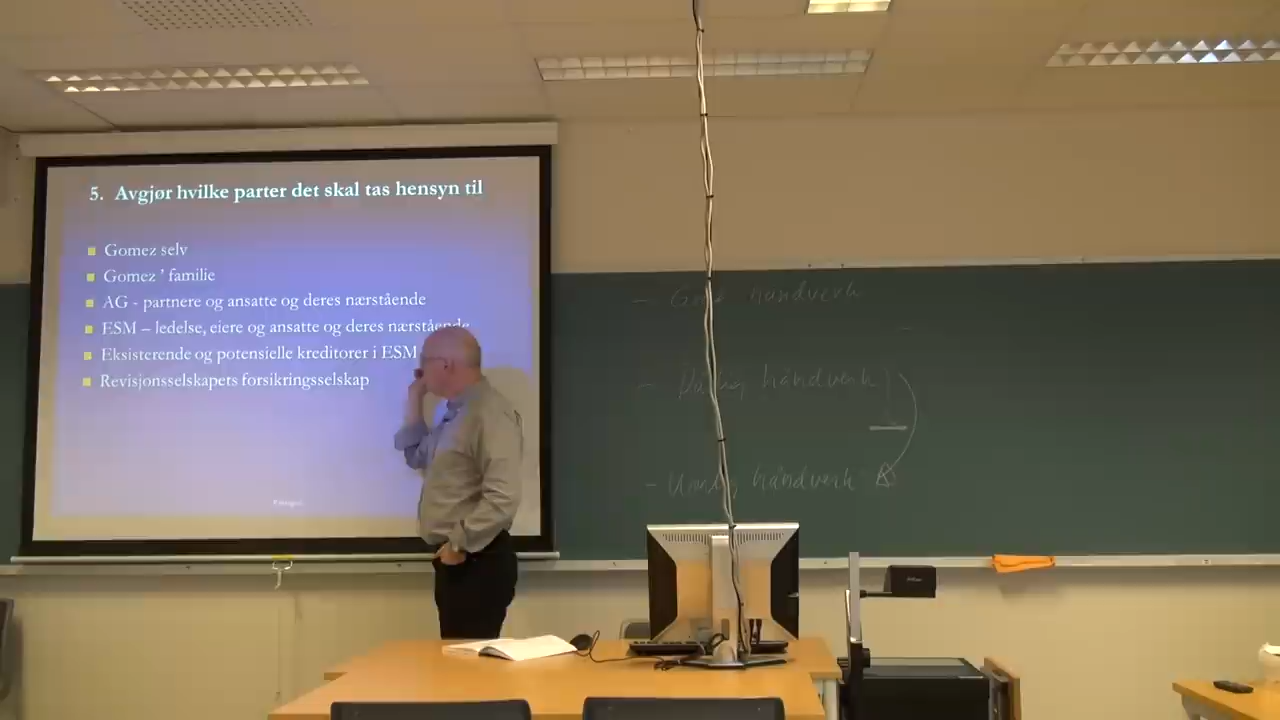 5. Avgjør hvilke parter det skal tas hensyn til
Gomez selv
Gomez ' familie
AG - partnere og ansatte og deres nærstående
ESM – ledelse, eiere og ansatte og deres nærstående
Eksisterende og potensielle kreditorer i ESM
Revisjonsselskapets forsikringsselskap
- Godt håndverk
- Dårlig håndverk
- håndverk